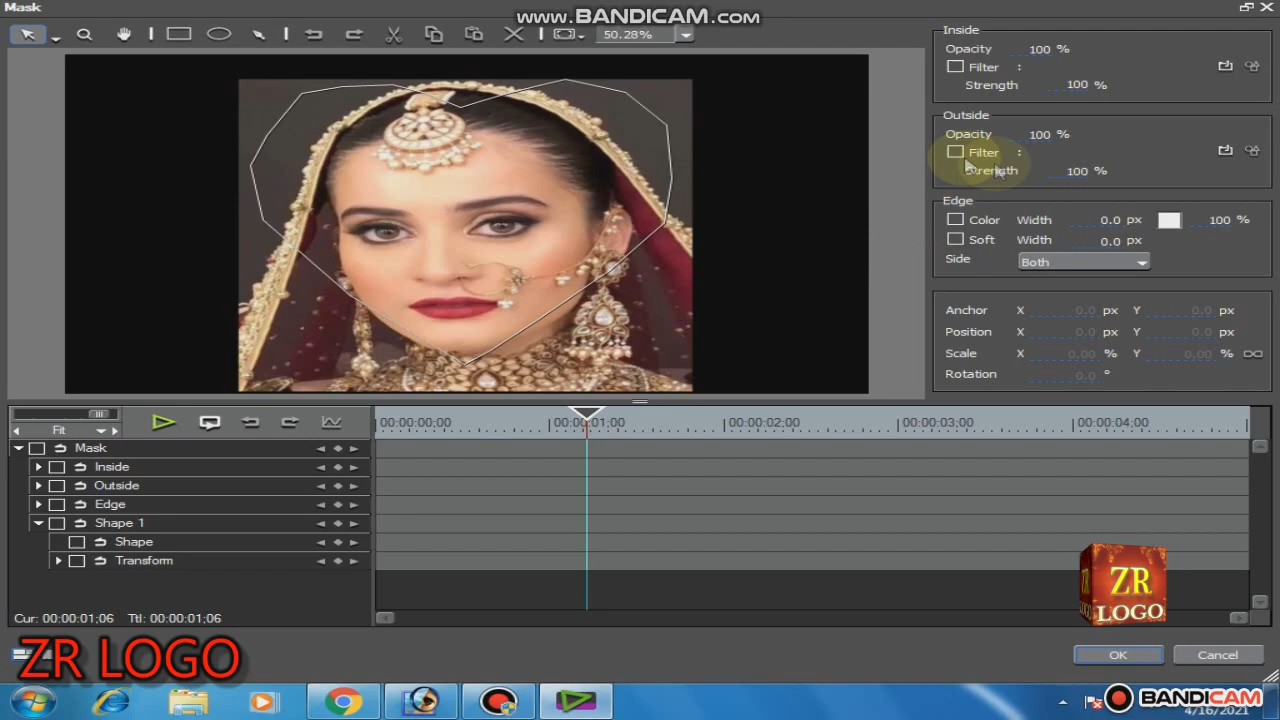 Mask
www.BANDICAM.com
50.28%
Inside
Opacity 100 %
Filter :
Strength 100 %
Outside
Opacity 100 %
Filter :
Strength 100 %
Edge
Color Width 0.0 px 100 %
Soft Width 0.0 px
Side Both
Anchor X 0.0 px Y 0.0 px
Position X 0.0 px Y 0.0 px
Scale X 0.00 % Y 0.00 %
Rotation 0.0 °
Fit
00:00:00;00 00:00:01;00 00:00:02;00 00:00:03;00 00:00:04;00
Mask
Inside
Outside
Edge
Shape 1
Shape
Transform
Cur: 00:00:01;06 Ttl: 00:00:01;06
ZR
ZR
LOGO
ZR LOGO
OK Cancel
BANDICAM
4/16/2021